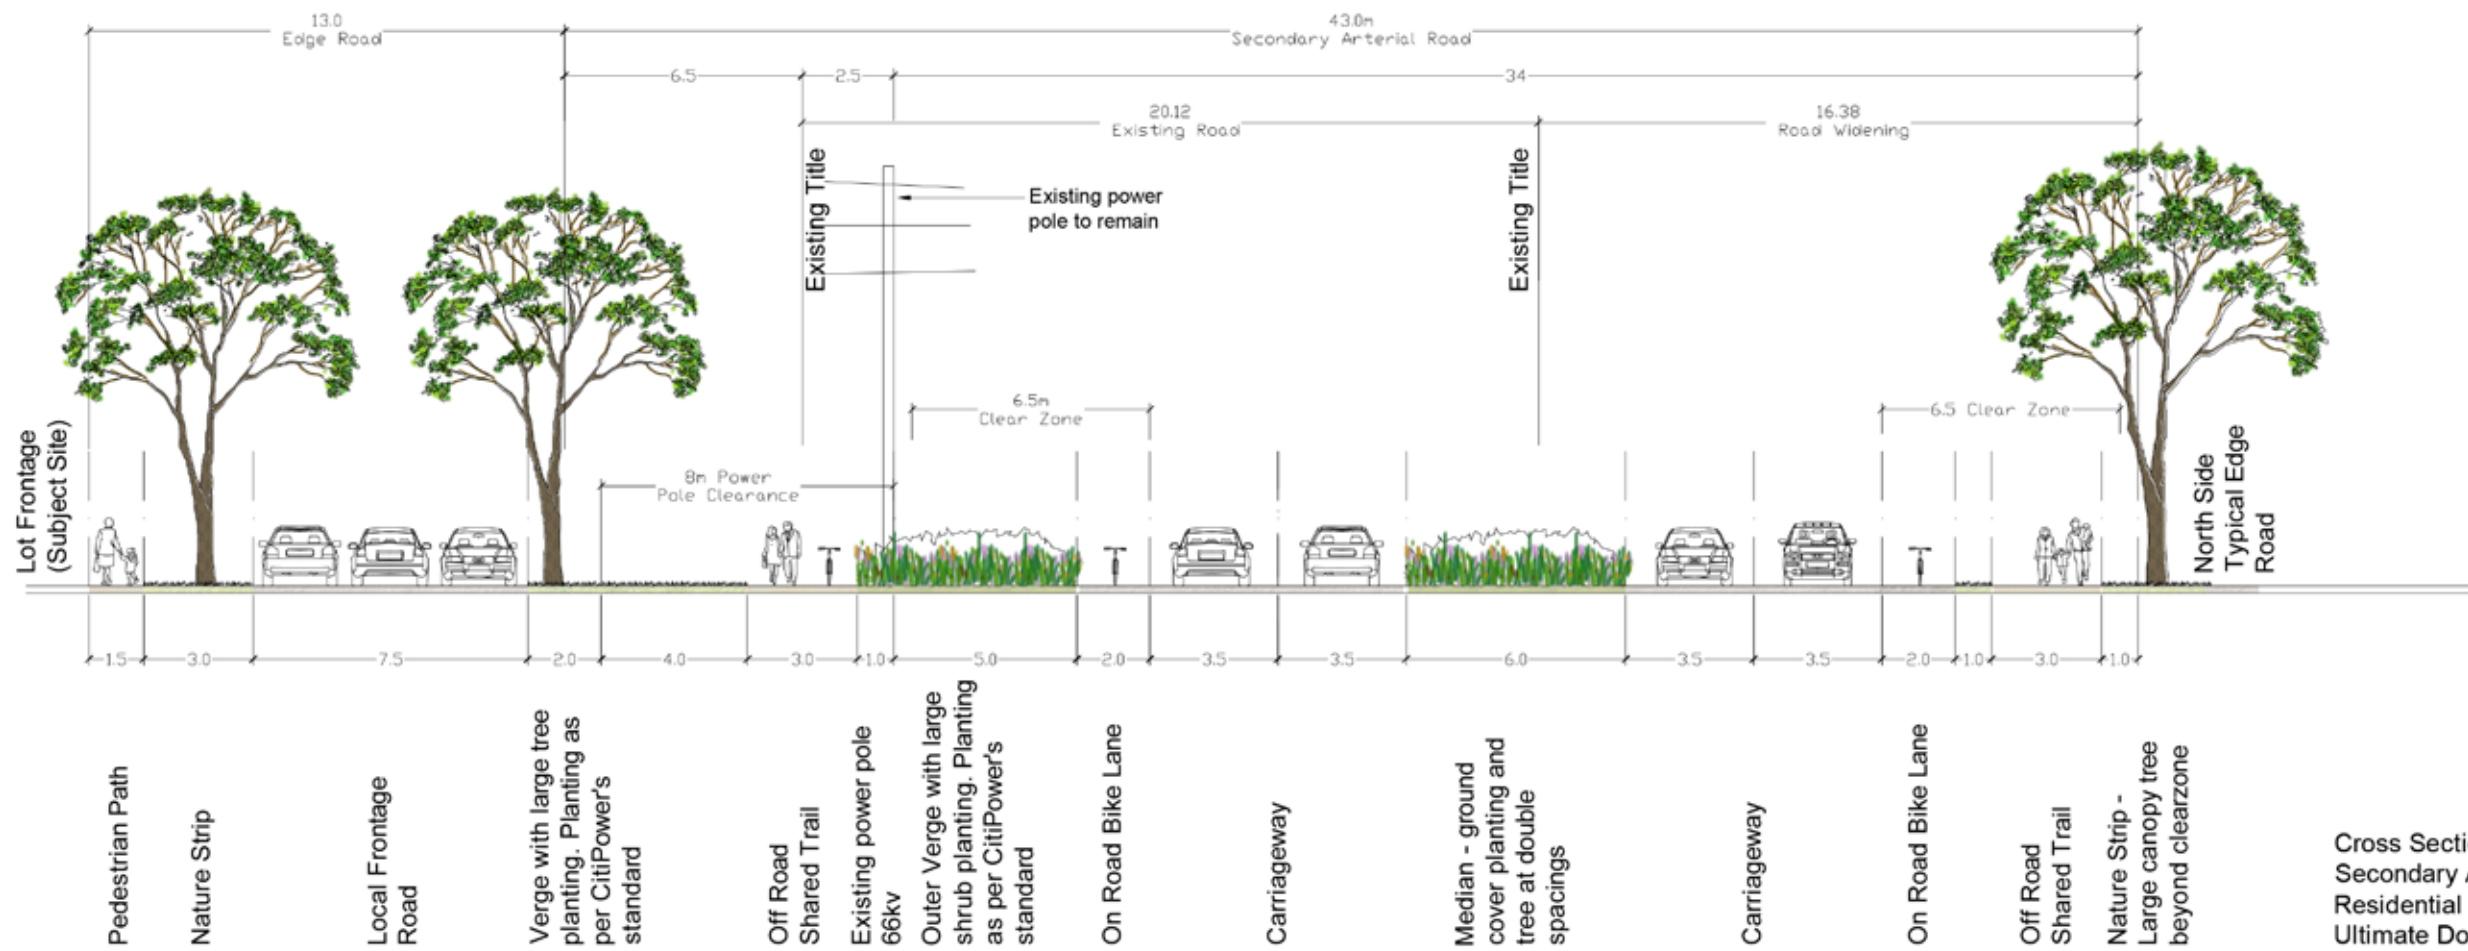 13.0
Edge Road
43.0m
Secondary Arterial Road
6.5
2.5
34
20.12
Existing Road
16.38
Road Widening
Existing Title
Existing power
pole to remain
Existing Title
6.5m
Clear Zone
6.5 Clear Zone
8m Power
Pole Clearance
Lot Frontage
(Subject Site)
North Side
Typical Edge
Road
1.5
3.0
7.5
2.0
4.0
3.0
1.0
5.0
2.0
3.5
3.5
6.0
3.5
3.5
2.0
1.0
3.0
1.0
Pedestrian Path
Nature Strip
Local Frontage
Road
Verge with large tree
planting. Planting as
per CitiPower's
standard
Off Road
Shared Trail
Existing power pole
66kv
Outer Verge with large
shrub planting. Planting
as per CitiPower's
standard
On Road Bike Lane
Carriageway
Median - ground
cover planting and
tree at double
spacings
Carriageway
On Road Bike Lane
Off Road
Shared Trail
Nature Strip -
Large canopy tree
beyond clearzone
Cross
Secondary
Residential
Ultimate